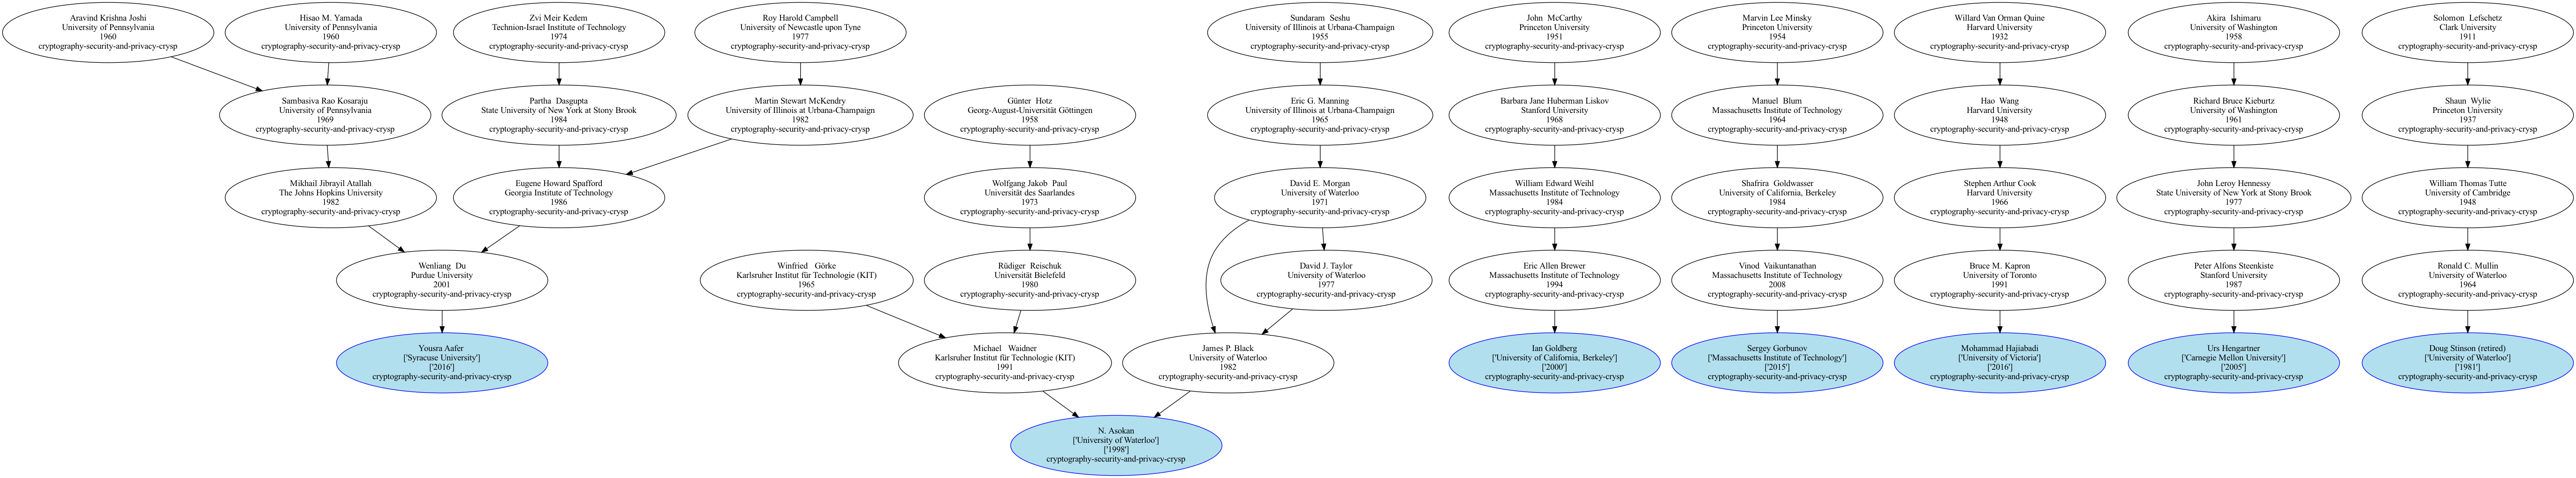 Aravind Krishna Joshi
University of Pennsylvania
1960
cryptography-security-and-privacy-crysp
Hisao M. Yamada
University of Pennsylvania
1960
cryptography-security-and-privacy-crysp
Zvi Meir Kedem
Technion-Israel Institute of Technology
1974
cryptography-security-and-privacy-crysp
Roy Harold Campbell
University of Newcastle upon Tyne
1977
cryptography-security-and-privacy-crysp
Sundaram  Seshu
University of Illinois at Urbana-Champaign
1955
cryptography-security-and-privacy-crysp
John  McCarthy
Princeton University
1951
cryptography-security-and-privacy-crysp
Marvin Lee Minsky
Princeton University
1954
cryptography-security-and-privacy-crysp
Willard Van Orman Quine
Harvard University
1932
cryptography-security-and-privacy-crysp
Akira  Ishimaru
University of Washington
1958
cryptography-security-and-privacy-crysp
Solomon  Lefschetz
Clark University
1911
cryptography-security-and-privacy-crysp
Sambasiva Rao Kosaraju
University of Pennsylvania
1969
cryptography-security-and-privacy-crysp
Partha  Dasgupta
State University of New York at Stony Brook
1984
cryptography-security-and-privacy-crysp
Martin Stewart McKendry
University of Illinois at Urbana-Champaign
1982
cryptography-security-and-privacy-crysp
Günter  Hotz
Georg-August-Universität Göttingen
1958
cryptography-security-and-privacy-crysp
Eric G. Manning
University of Illinois at Urbana-Champaign
1965
cryptography-security-and-privacy-crysp
Barbara Jane Huberman Liskov
Stanford University
1968
cryptography-security-and-privacy-crysp
Manuel  Blum
Massachusetts Institute of Technology
1964
cryptography-security-and-privacy-crysp
Hao  Wang
Harvard University
1948
cryptography-security-and-privacy-crysp
Richard Bruce Kieburtz
University of Washington
1961
cryptography-security-and-privacy-crysp
Shaun  Wylie
Princeton University
1937
cryptography-security-and-privacy-crysp
Mikhail Jibrayil Atallah
The Johns Hopkins University
1982
cryptography-security-and-privacy-crysp
Eugene Howard Spafford
Georgia Institute of Technology
1986
cryptography-security-and-privacy-crysp
Wolfgang Jakob  Paul
Universität des Saarlandes
1973
cryptography-security-and-privacy-crysp
David E. Morgan
University of Waterloo
1971
cryptography-security-and-privacy-crysp
William Edward Weihl
Massachusetts Institute of Technology
1984
cryptography-security-and-privacy-crysp
Shafrira  Goldwasser
University of California, Berkeley
1984
cryptography-security-and-privacy-crysp
Stephen Arthur Cook
Harvard University
1966
cryptography-security-and-privacy-crysp
John Leroy Hennessy
State University of New York at Stony Brook
1977
cryptography-security-and-privacy-crysp
William Thomas Tutte
University of Cambridge
1948
cryptography-security-and-privacy-crysp
Wenliang  Du
Purdue University
2001
cryptography-security-and-privacy-crysp
Winfried   Görke
Karlsruher Institut für Technologie (KIT)
1965
cryptography-security-and-privacy-crysp
Rüdiger  Reischuk
Universität Bielefeld
1980
cryptography-security-and-privacy-crysp
David J. Taylor
University of Waterloo
1977
cryptography-security-and-privacy-crysp
Eric Allen Brewer
Massachusetts Institute of Technology
1994
cryptography-security-and-privacy-crysp
Vinod  Vaikuntanathan
Massachusetts Institute of Technology
2008
cryptography-security-and-privacy-crysp
Bruce M. Kapron
University of Toronto
1991
cryptography-security-and-privacy-crysp
Peter Alfons Steenkiste
Stanford University
1987
cryptography-security-and-privacy-crysp
Ronald C. Mullin
University of Waterloo
1964
cryptography-security-and-privacy-crysp
Yousra Aafer
['Syracuse University']
['2016']
cryptography-security-and-privacy-crysp
Michael   Waidner
Karlsruher Institut für Technologie (KIT)
1991
cryptography-security-and-privacy-crysp
James P. Black
University of Waterloo
1982
cryptography-security-and-privacy-crysp
Ian Goldberg
['University of California, Berkeley']
['2000']
cryptography-security-and-privacy-crysp
Sergey Gorbunov
['Massachusetts Institute of Technology']
['2015']
cryptography-security-and-privacy-crysp
Mohammad Hajiabadi
['University of Victoria']
['2016']
cryptography-security-and-privacy-crysp
Urs Hengartner
['Carnegie Mellon University']
['2005']
cryptography-security-and-privacy-crysp
Doug Stinson (retired)
['University of Waterloo']
['1981']
cryptography-security-and-privacy-crysp
N. Asokan
['University of Waterloo']
['1998']
cryptography-security-and-privacy-crysp